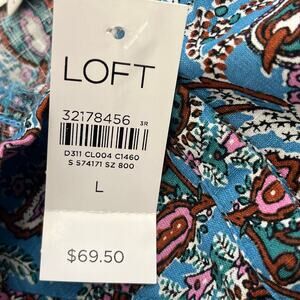 LOFT
32178456 3R
D311 CL004 C1460
S 574171 SZ 800
L
$69.50